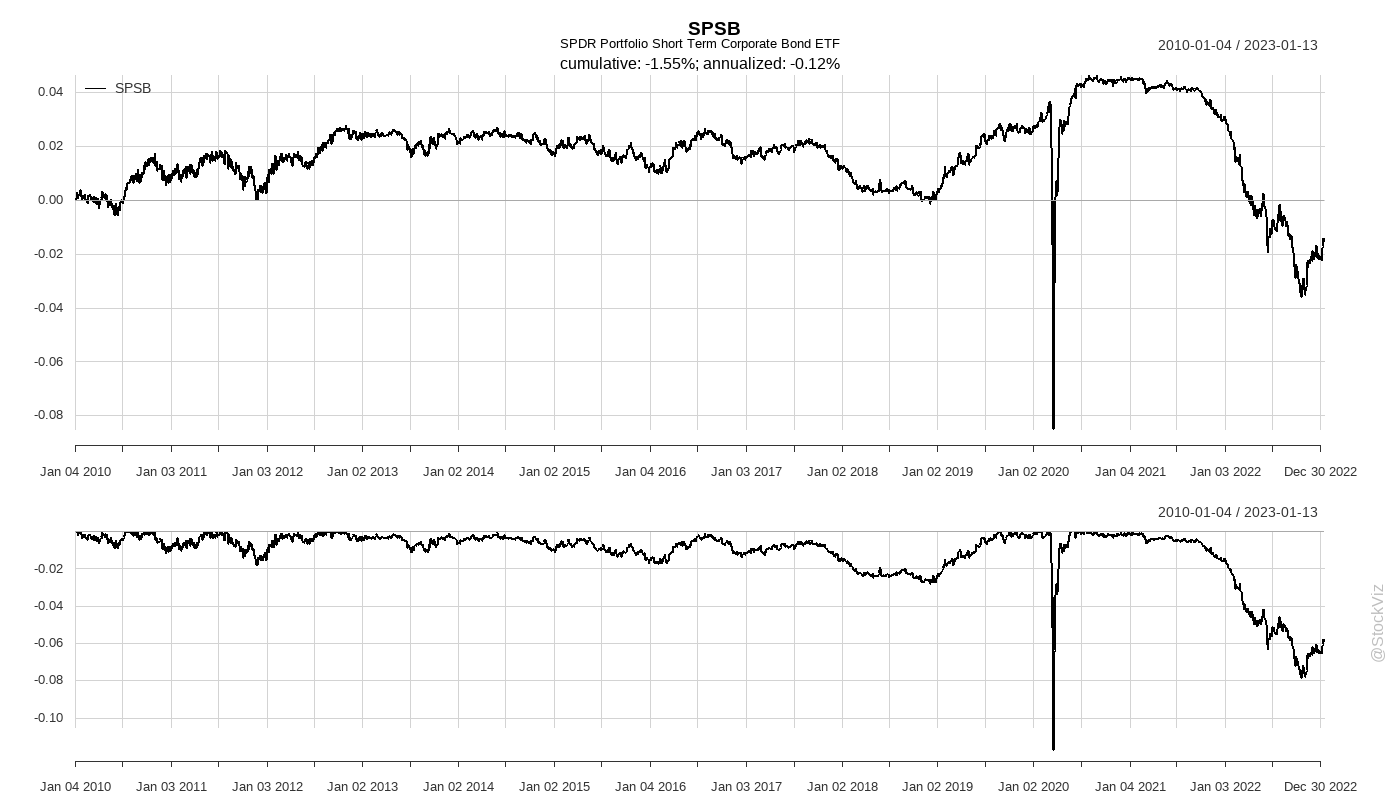 SPSB
SPDR Portfolio Short Term Corporate Bond ETF
2010-01-04 / 2023-01-13
cumulative: -1.55%; annualized: -0.12%
SPSB
0.04
0.02
0.00
-0.02
-0.04
-0.06
-0.08
Jan 04 2010 Jan 03 2011 Jan 03 2012 Jan 02 2013 Jan 02 2014 Jan 02 2015 Jan 04 2016 Jan 03 2017 Jan 02 2018 Jan 02 2019 Jan 02 2020 Jan 04 2021 Jan 03 2022 Dec 30 2022
2010-01-04 / 2023-01-13
-0.02
-0.04
-0.06
-0.08
-0.10
Jan 04 2010 Jan 03 2011 Jan 03 2012 Jan 02 2013 Jan 02 2014 Jan 02 2015 Jan 04 2016 Jan 03 2017 Jan 02 2018 Jan 02 2019 Jan 02 2020 Jan 04 2021 Jan 03 2022 Dec 30 2022
@StockViz